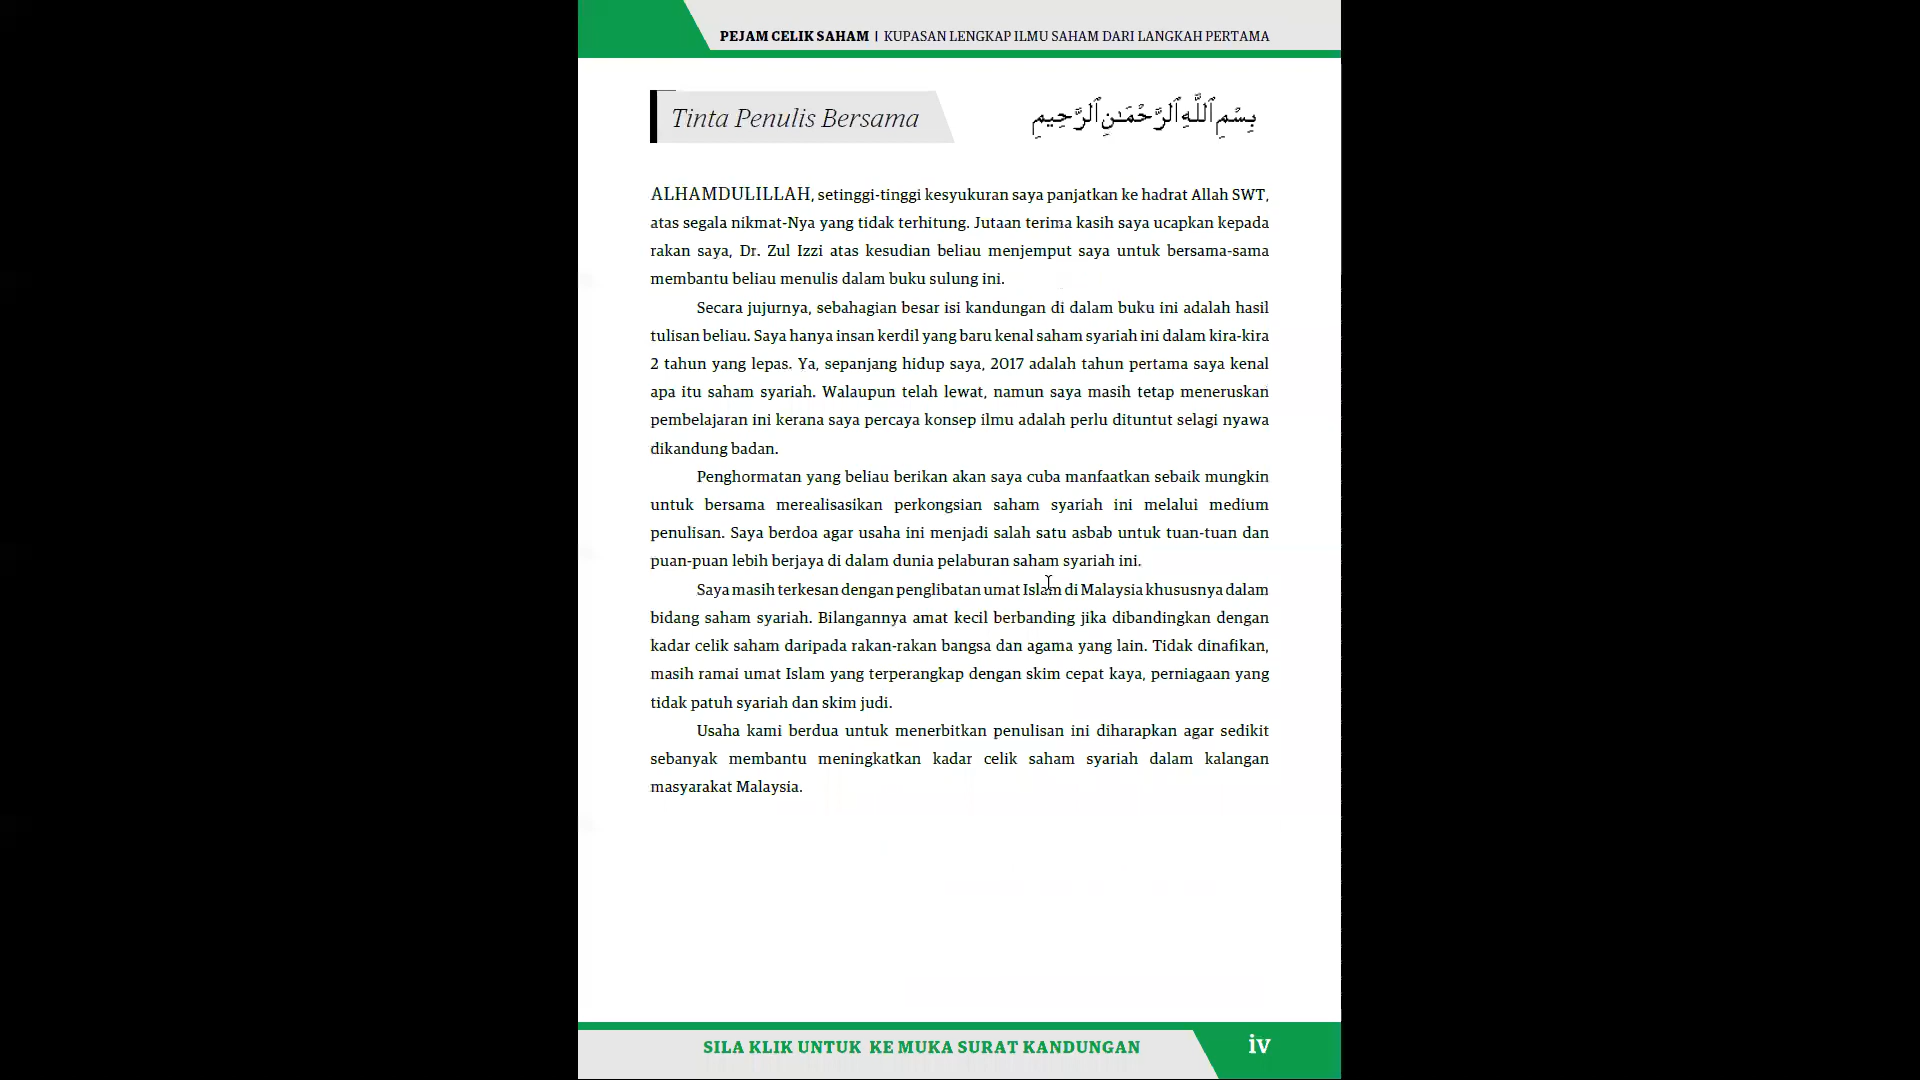 PEJAM CELIK SAHAM | KUPASAN LENGKAP ILMU SAHAM DARI LANGKAH PERTAMA
Tinta Penulis Bersama
بِسْمِ ٱللَّهِ ٱلرَّحْمَـٰنِ ٱلرَّحِيمِ
ALHAMDULILLAH, setinggi-tinggi kesyukuran saya panjatkan ke hadrat Allah SWT,
atas segala nikmat-Nya yang tidak terhitung. Jutaan terima kasih saya ucapkan kepada
rakan saya, Dr. Zul Izzi atas kesudian beliau menjemput saya untuk bersama-sama
membantu beliau menulis dalam buku sulung ini.
Secara jujurnya, sebahagian besar isi kandungan di dalam buku ini adalah hasil
tulisan beliau. Saya hanya insan kerdil yang baru kenal saham syariah ini dalam kira-kira
2 tahun yang lepas. Ya, sepanjang hidup saya, 2017 adalah tahun pertama saya kenal
apa itu saham syariah. Walaupun telah lewat, namun saya masih tetap meneruskan
pembelajaran ini kerana saya percaya konsep ilmu adalah perlu dituntut selagi nyawa
dikandung badan.
Penghormatan yang beliau berikan akan saya cuba manfaatkan sebaik mungkin
untuk bersama merealisasikan perkongsian saham syariah ini melalui medium
penulisan. Saya berdoa agar usaha ini menjadi salah satu asbab untuk tuan-tuan dan
puan-puan lebih berjaya di dalam dunia pelaburan saham syariah ini.
Saya masih terkesan dengan penglibatan umat Islam di Malaysia khususnya dalam
bidang saham syariah. Bilangannya amat kecil berbanding jika dibandingkan dengan
kadar celik saham daripada rakan-rakan bangsa dan agama yang lain. Tidak dinafikan,
masih ramai umat Islam yang terperangkap dengan skim cepat kaya, perniagaan yang
tidak patuh syariah dan skim judi.
Usaha kami berdua untuk menerbitkan penulisan ini diharapkan agar sedikit
sebanyak membantu meningkatkan kadar celik saham syariah dalam kalangan
masyarakat Malaysia.
SILA KLIK UNTUK KE MUKA SURAT KANDUNGAN
iv